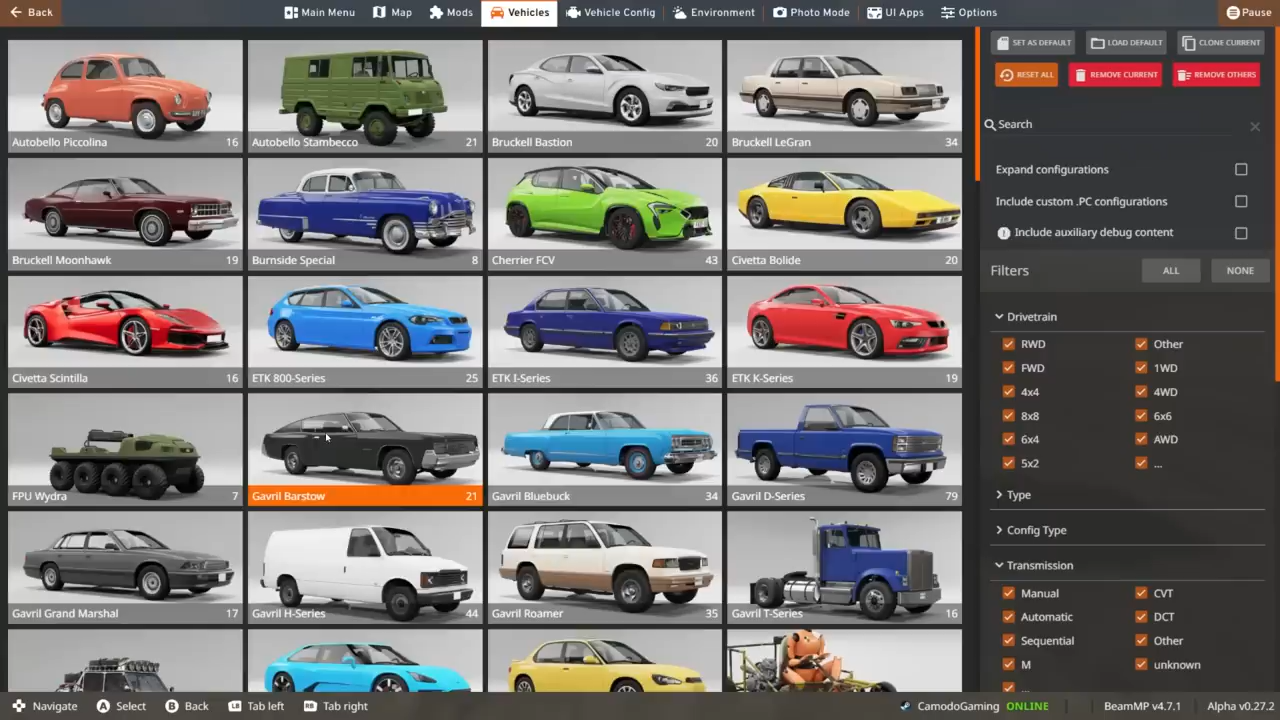 Back
Main Menu
Map
Mods
Vehicles
Vehicle Config
Environment
Photo Mode
UI Apps
Options
Pause
Autobello Piccolina 16
Autobello Stambecco 21
Bruckell Bastion 20
Bruckell LeGran 34
Bruckell Moonhawk 19
Burnside Special 8
Cherrier FCV 43
Civetta Bolide 20
Civetta Scintilla 16
ETK 800-Series 25
ETK I-Series 36
ETK K-Series 19
FPU Wydra 7
Gavril Barstow 21
Gavril Bluebuck 34
Gavril D-Series 79
Gavril Grand Marshal 17
Gavril H-Series 44
Gavril Roamer 35
Gavril T-Series 16
SET AS DEFAULT
LOAD DEFAULT
CLONE CURRENT
RESET ALL
REMOVE CURRENT
REMOVE OTHERS
Search
Expand configurations
Include custom .PC configurations
Include auxiliary debug content
Filters
ALL
NONE
Drivetrain
RWD
Other
FWD
1WD
4x4
4WD
8x8
6x6
6x4
AWD
5x2
...
Type
Config Type
Transmission
Manual
CVT
Automatic
DCT
Sequential
Other
M
unknown
...
Navigate
A Select
B Back
LB Tab left
RB Tab right
CamodoGaming ONLINE
BeamMP v4.7.1
Alpha v0.27.2